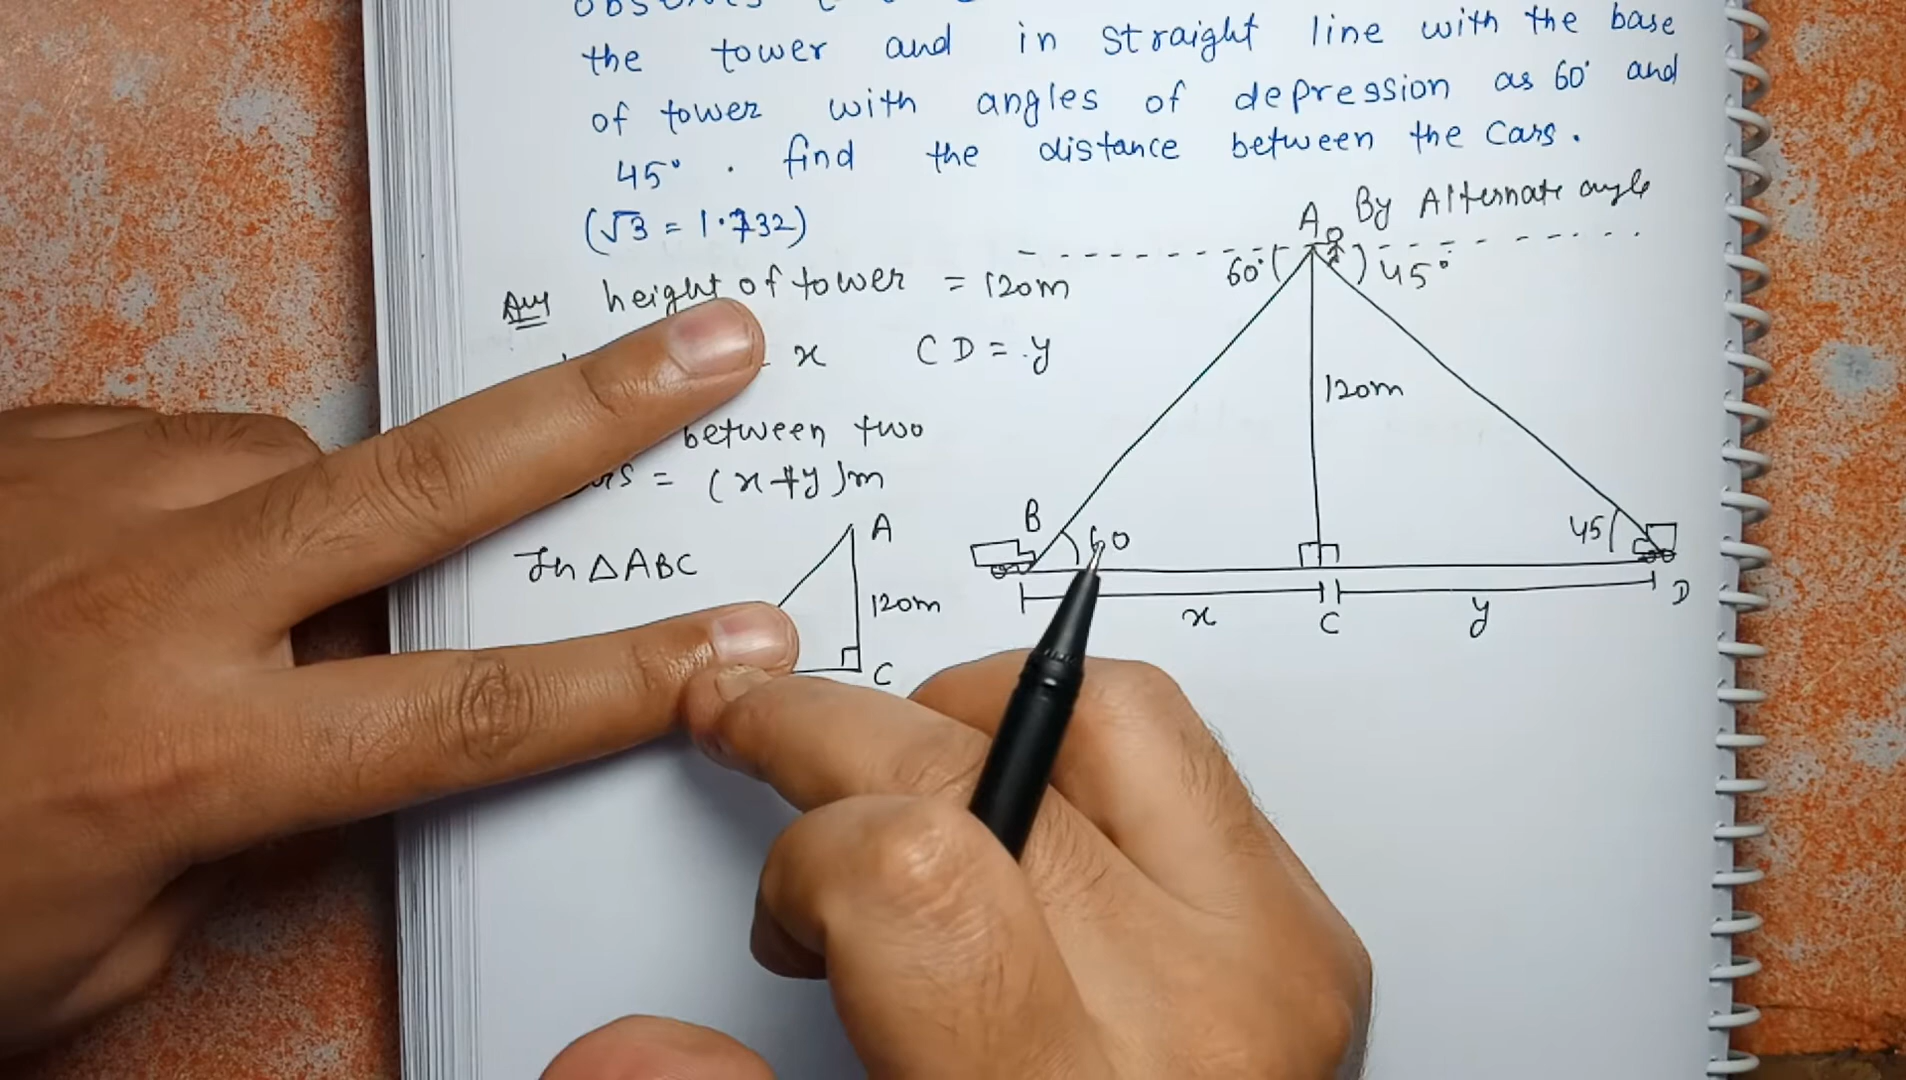 the tower and in straight line with the base
of tower with angles of depression as 60° and
45° . find the distance between the Cars .
(√3 = 1.732)
By Alternate angle
A
60° 45°
Ans height of tower = 120m
x CD = y
between two
= (x+y)m
120m
B 60 45
x C y D
In △ABC
A
120m
C